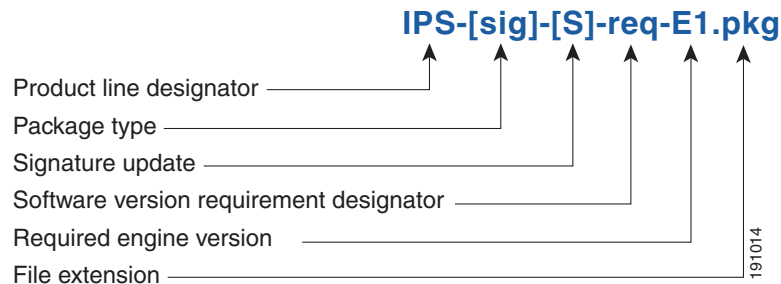 IPS-[sig]-[S]-req-E1.pkg
Product line designator
Package type
Signature update
Software version requirement designator
Required engine version
File extension
191014